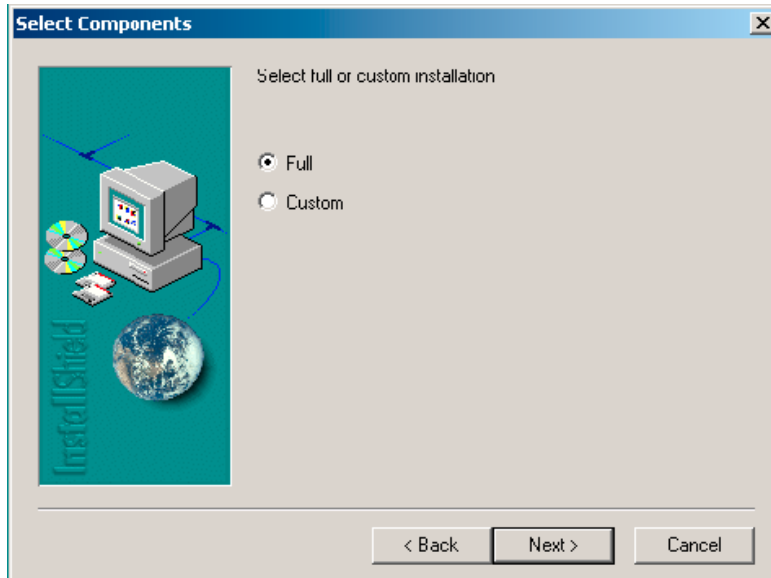 Select Components
Select full or custom installation
Full
Custom
InstallShield
< Back
Next >
Cancel